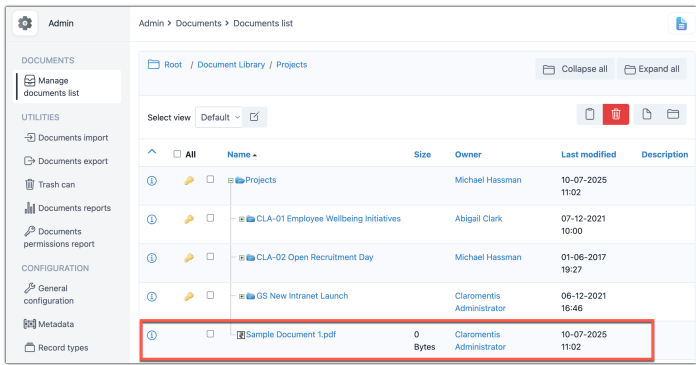 Admin
Admin > Documents > Documents list
DOCUMENTS
Manage
documents list
UTILITIES
Documents import
Documents export
Trash can
Documents reports
Documents
permissions report
CONFIGURATION
General
configuration
Metadata
Record types
Root / Document Library / Projects
Collapse all
Expand all
Select view
Default
All
Name
Size
Owner
Last modified
Description
Projects
Michael Hassman
10-07-2025
11:02
CLA-01 Employee Wellbeing Initiatives
Abigail Clark
07-12-2021
10:00
CLA-02 Open Recruitment Day
Michael Hassman
01-06-2017
19:27
GS New Intranet Launch
Claromentis
Administrator
06-12-2021
16:46
Sample Document 1.pdf
0
Bytes
Claromentis
Administrator
10-07-2025
11:02